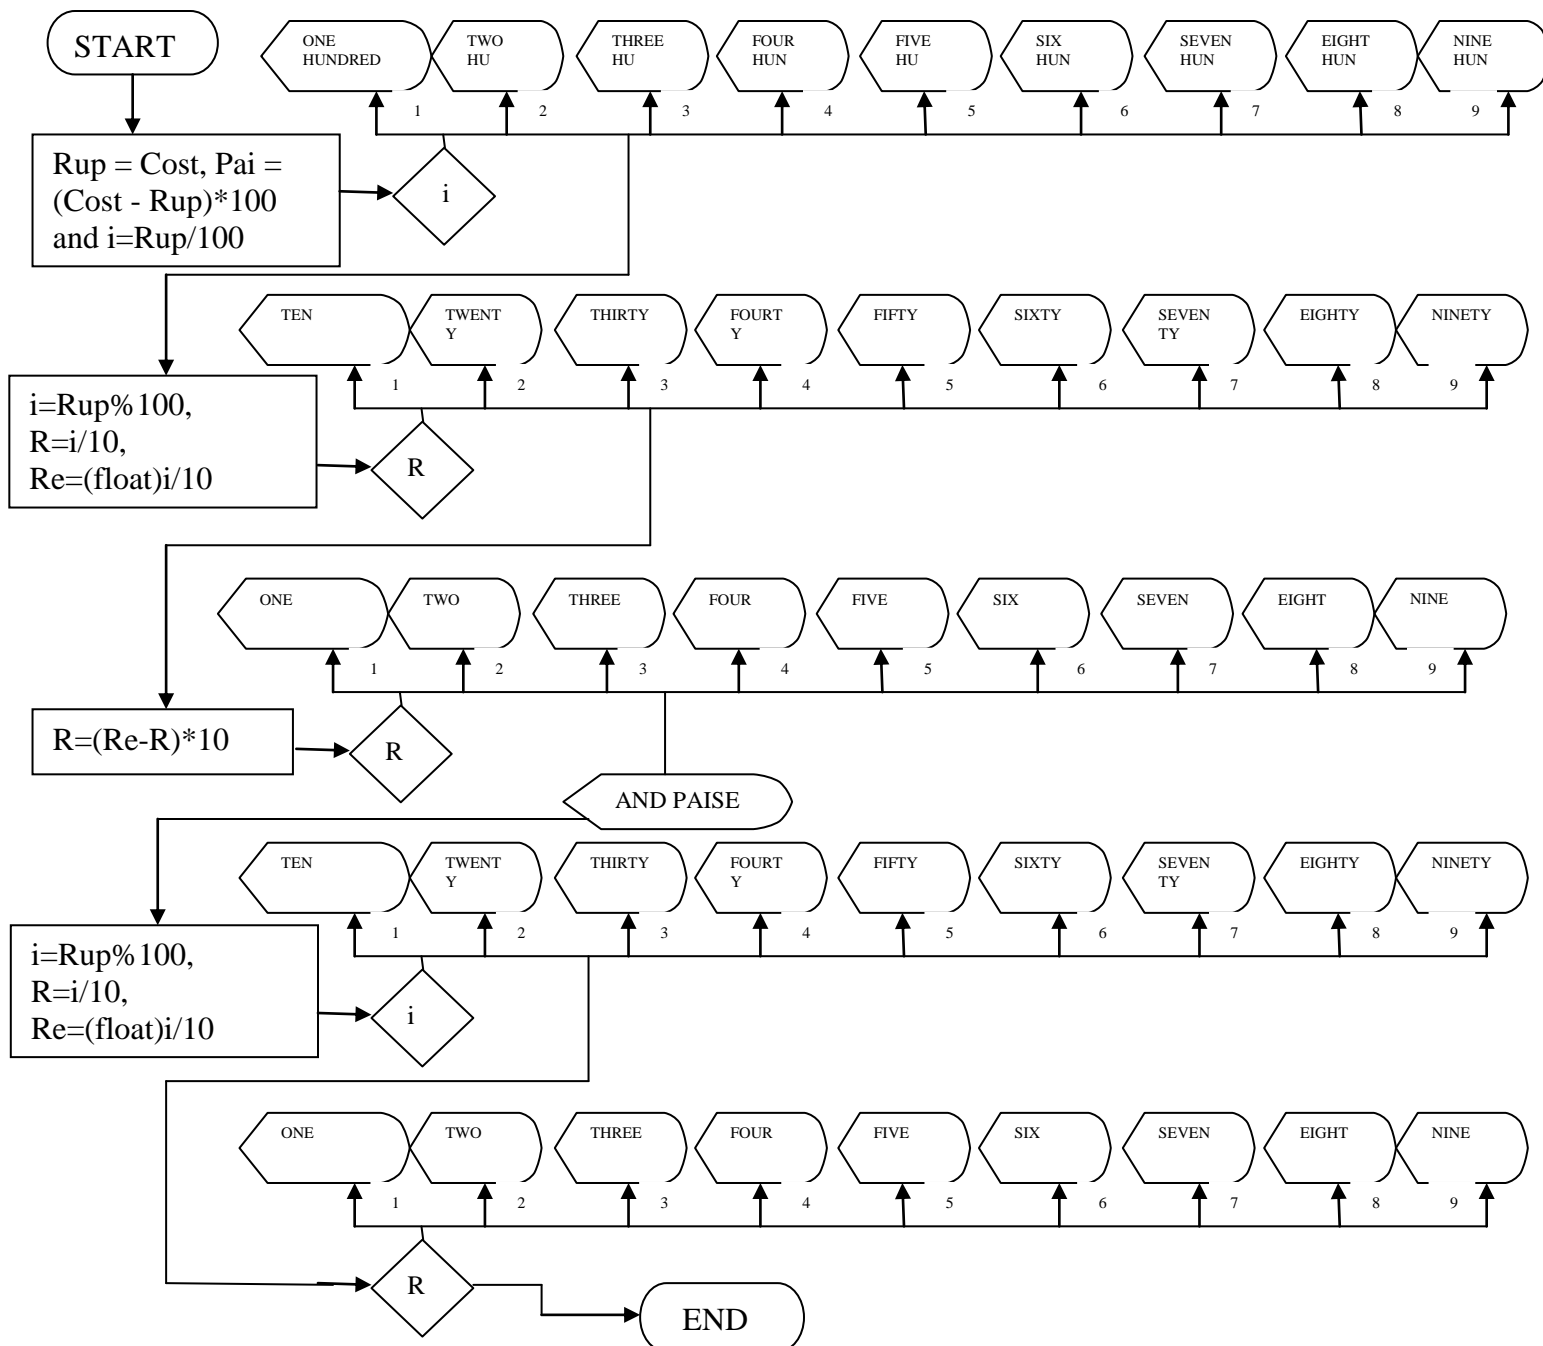 START
ONE
HUNDRED
TWO
HU
THREE
HU
FOUR
HUN
FIVE
HU
SIX
HUN
SEVEN
HUN
EIGHT
HUN
NINE
HUN
1
2
3
4
5
6
7
8
9
Rup = Cost, Pai =
(Cost - Rup)*100
and i=Rup/100
i
TEN
TWENT
Y
THIRTY
FOURT
Y
FIFTY
SIXTY
SEVEN
TY
EIGHTY
NINETY
1
2
3
4
5
6
7
8
9
i=Rup%100,
R=i/10,
Re=(float)i/10
R
ONE
TWO
THREE
FOUR
FIVE
SIX
SEVEN
EIGHT
NINE
1
2
3
4
5
6
7
8
9
R=(Re-R)*10
R
AND PAISE
TEN
TWENT
Y
THIRTY
FOURT
Y
FIFTY
SIXTY
SEVEN
TY
EIGHTY
NINETY
1
2
3
4
5
6
7
8
9
i=Rup%100,
R=i/10,
Re=(float)i/10
i
ONE
TWO
THREE
FOUR
FIVE
SIX
SEVEN
EIGHT
NINE
1
2
3
4
5
6
7
8
9
R
END